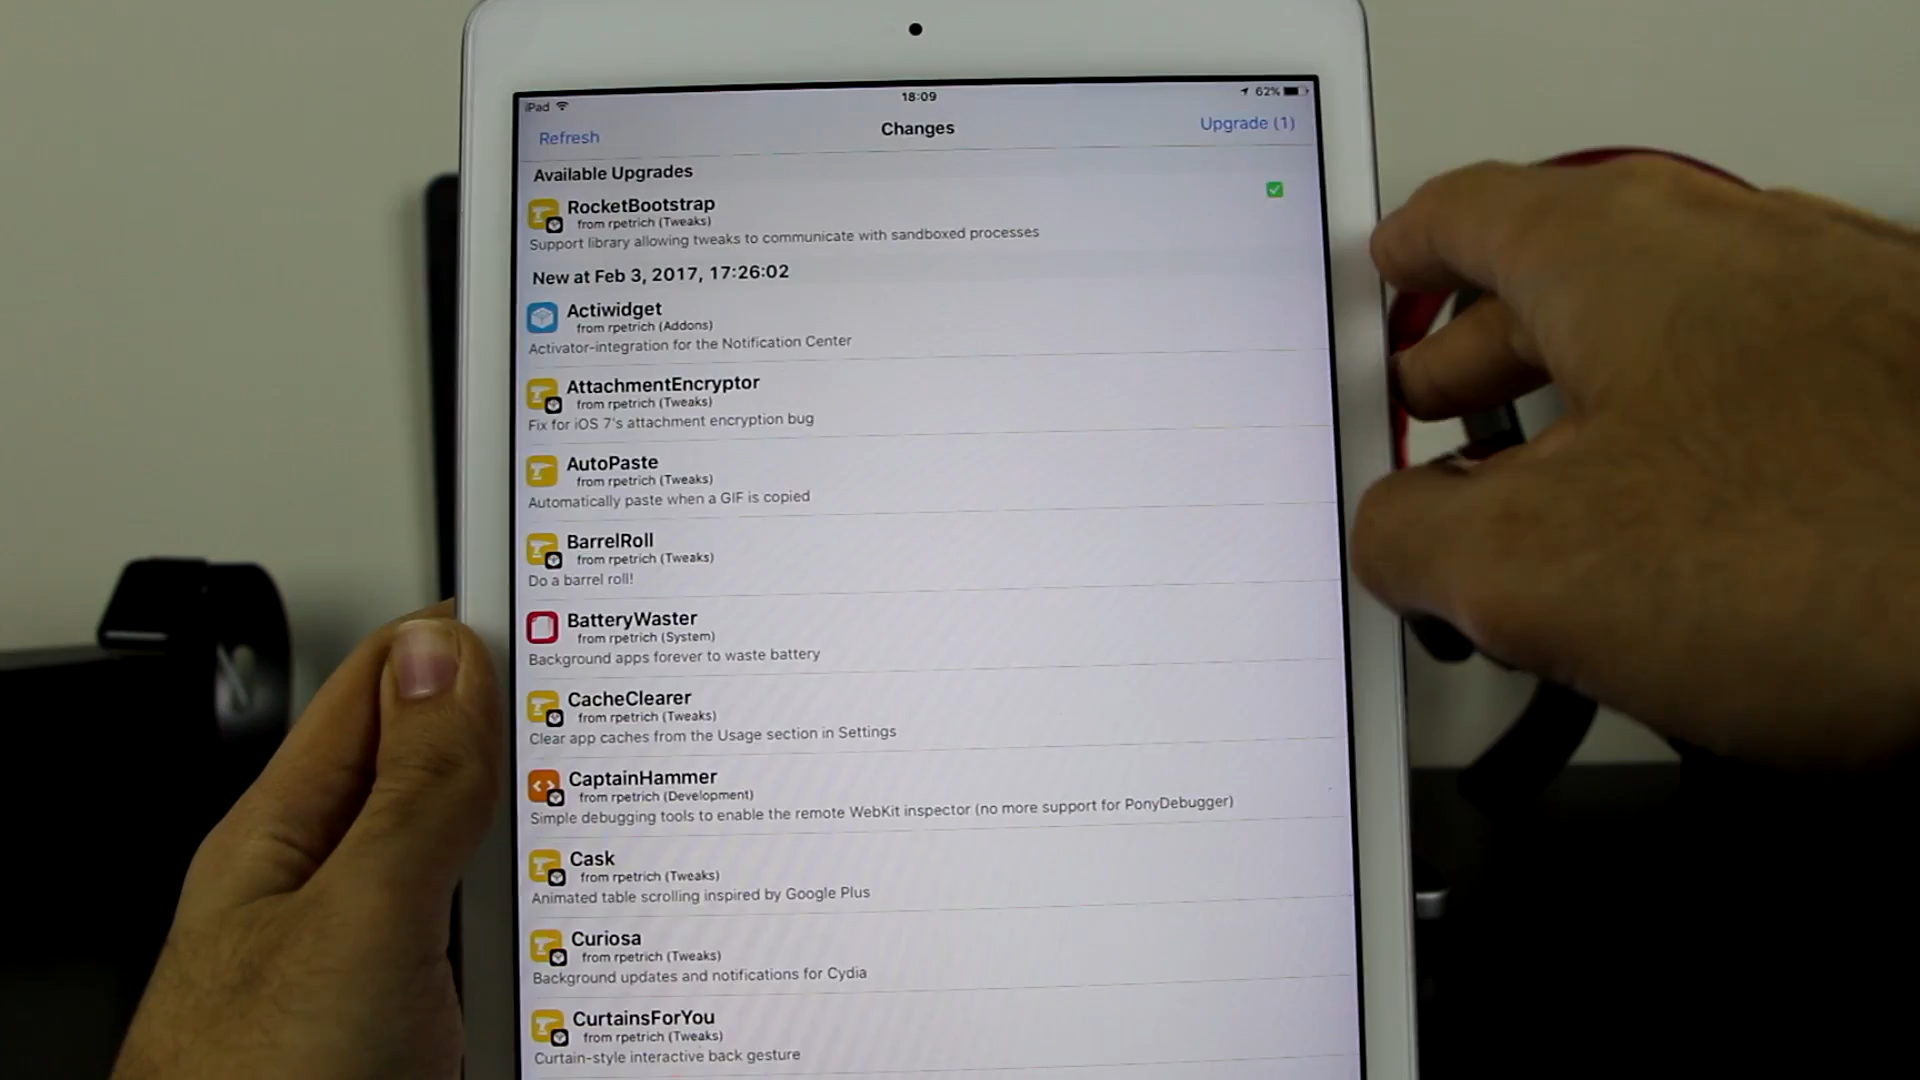 iPad
18:09
62%
Refresh
Changes
Upgrade (1)
Available Upgrades
RocketBootstrap
from rpetrich (Tweaks)
Support library allowing tweaks to communicate with sandboxed processes
New at Feb 3, 2017, 17:26:02
Actiwidget
from rpetrich (Addons)
Activator-integration for the Notification Center
AttachmentEncryptor
from rpetrich (Tweaks)
Fix for iOS 7's attachment encryption bug
AutoPaste
from rpetrich (Tweaks)
Automatically paste when a GIF is copied
BarrelRoll
from rpetrich (Tweaks)
Do a barrel roll!
BatteryWaster
from rpetrich (System)
Background apps forever to waste battery
CacheClearer
from rpetrich (Tweaks)
Clear app caches from the Usage section in Settings
CaptainHammer
from rpetrich (Development)
Simple debugging tools to enable the remote WebKit inspector (no more support for PonyDebugger)
Cask
from rpetrich (Tweaks)
Animated table scrolling inspired by Google Plus
Curiosa
from rpetrich (Tweaks)
Background updates and notifications for Cydia
CurtainsForYou
from rpetrich (Tweaks)
Curtain-style interactive back gesture